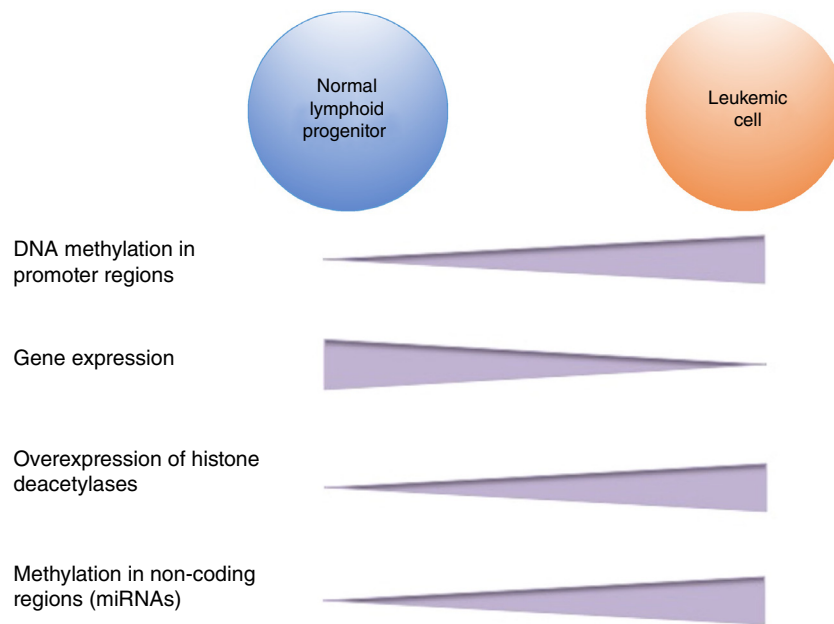 Normal
lymphoid
progenitor
Leukemic
cell
DNA methylation in
promoter regions
Gene expression
Overexpression of histone
deacetylases
Methylation in non-coding
regions (miRNAs)